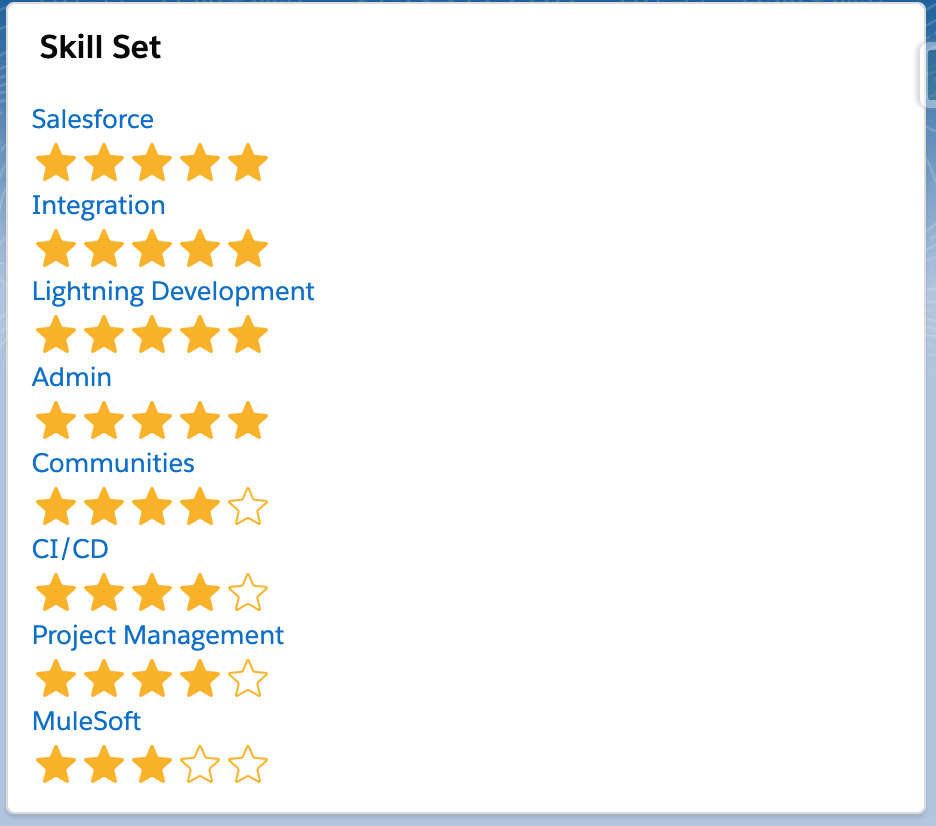 Skill Set
Salesforce
Integration
Lightning Development
Admin
Communities
CI/CD
Project Management
MuleSoft